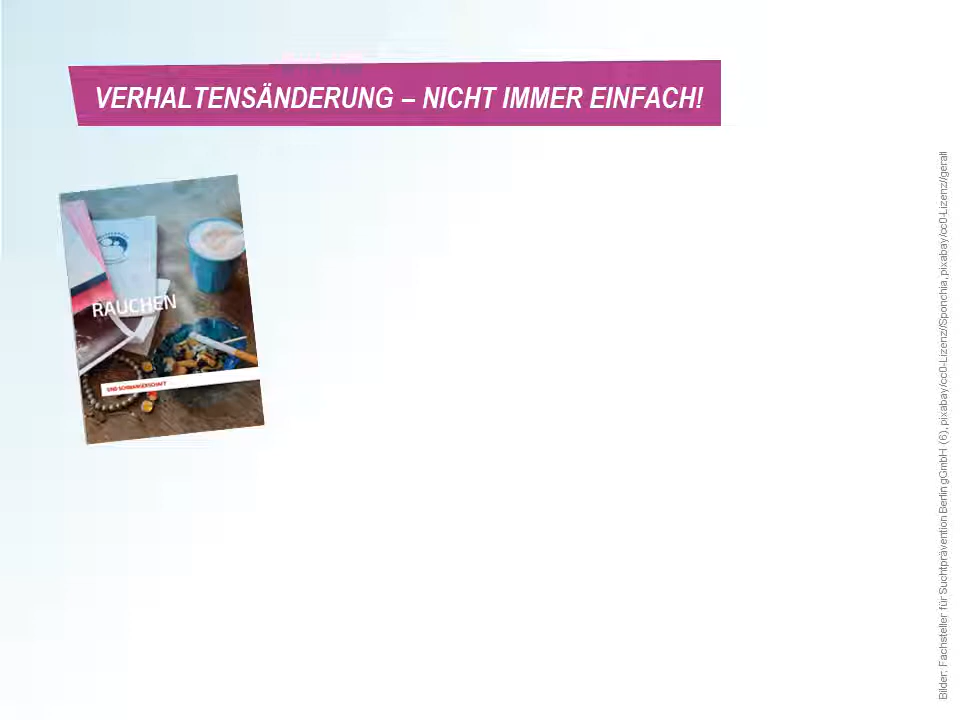 VERHALTENSÄNDERUNG – NICHT IMMER EINFACH!
RAUCHEN
UND SCHWANGERSCHAFT
Bilder: Fachsteller für Suchtprävention Berlin gGmbH (6), pixabay/cc0-Lizenz//Sponchia, pixabay/cc0-Lizenz//gerall